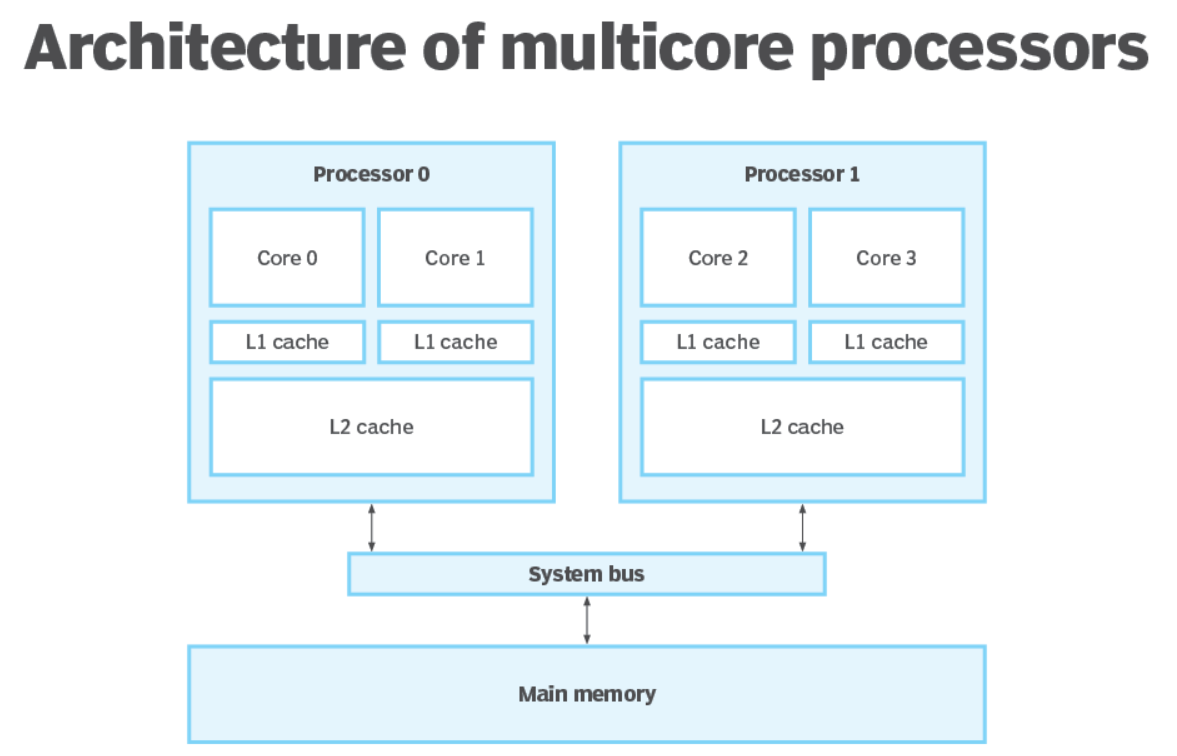 Architecture of multicore processors
Processor 0
Core 0
Core 1
L1 cache
L1 cache
L2 cache
Processor 1
Core 2
Core 3
L1 cache
L1 cache
L2 cache
System bus
Main memory